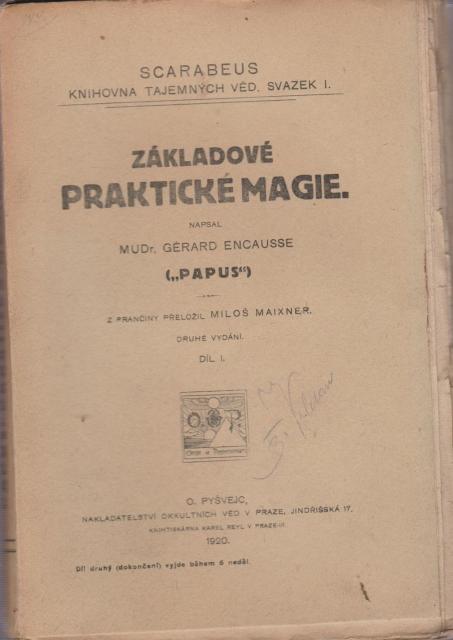 SCARABEUS
KNIHOVNA TAJEMNÝCH VĚD. SVAZEK I.
ZÁKLADOVÉ
PRAKTICKÉ MAGIE.
NAPSAL
MUDr. GÉRARD ENCAUSSE
(„PAPUS“)
Z FRANČINY PŘELOŽIL MILOŠ MAIXNER.
DRUHÉ VYDÁNÍ.
DÍL I.
O. P.
O. PYŠVEJC,
NAKLADATELSTVÍ OKKULTNÍCH VĚD V PRAZE, JINDŘIŠSKÁ 17.
KNIHTISKÁRNA KAREL REYL V PRAZE-III.
1920.
Díl druhý (dokončení) vyjde během 6 neděl.